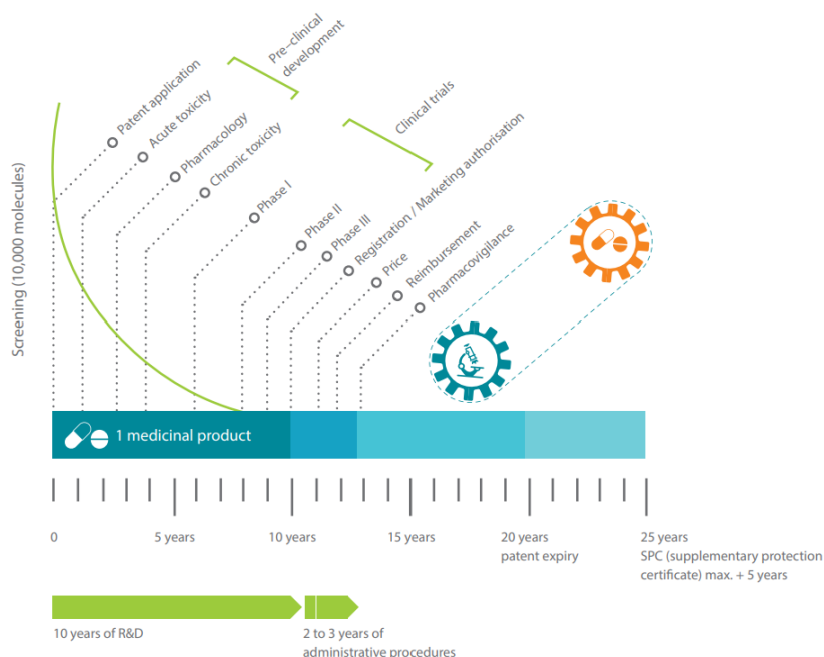 Pre–clinical
development
Clinical trials
Patent application
Acute toxicity
Pharmacology
Chronic toxicity
Phase I
Phase II
Phase III
Registration / Marketing authorisation
Price
Reimbursement
Pharmacovigilance
Screening (10,000 molecules)
1 medicinal product
0
5 years
10 years
15 years
20 years
patent expiry
25 years
SPC (supplementary protection
certificate) max. + 5 years
10 years of R&D
2 to 3 years of
administrative procedures